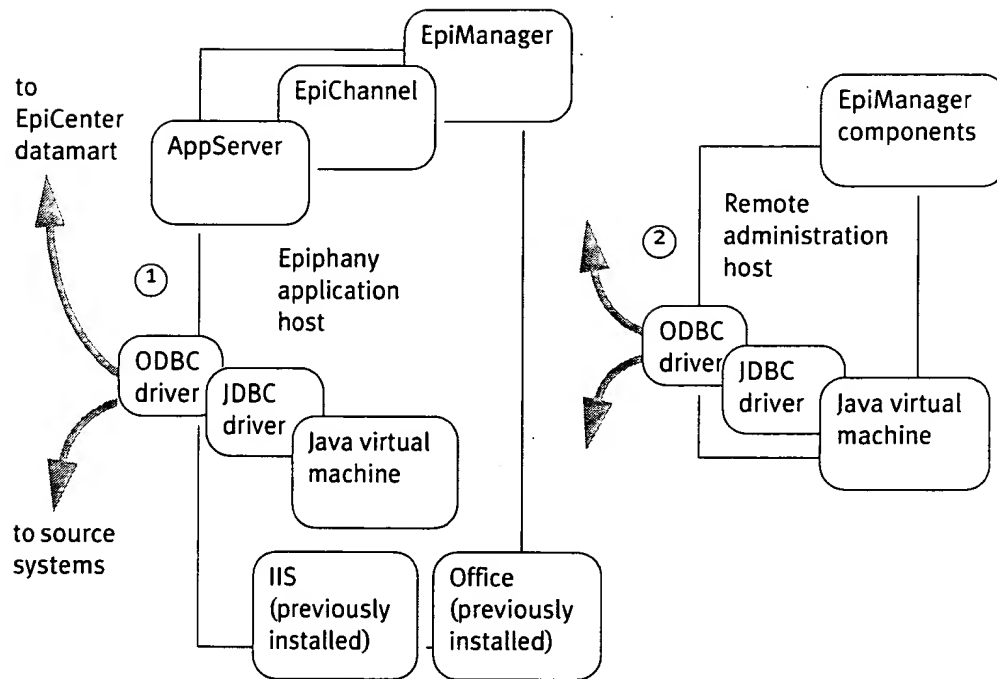 EpiManager
EpiChannel
AppServer
to
EpiCenter
datamart
1
Epiphany
application
host
ODBC
driver
JDBC
driver
Java virtual
machine
to source
systems
IIS
(previously
installed)
Office
(previously
installed)
EpiManager
components
2
Remote
administration
host
ODBC
driver
JDBC
driver
Java virtual
machine